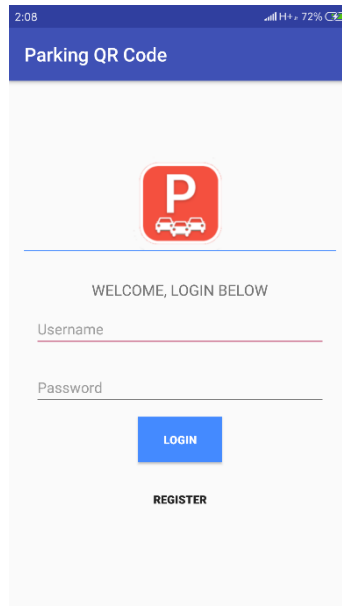 2:08 H+ 72%
Parking QR Code
P
WELCOME, LOGIN BELOW
Username
Password
LOGIN
REGISTER